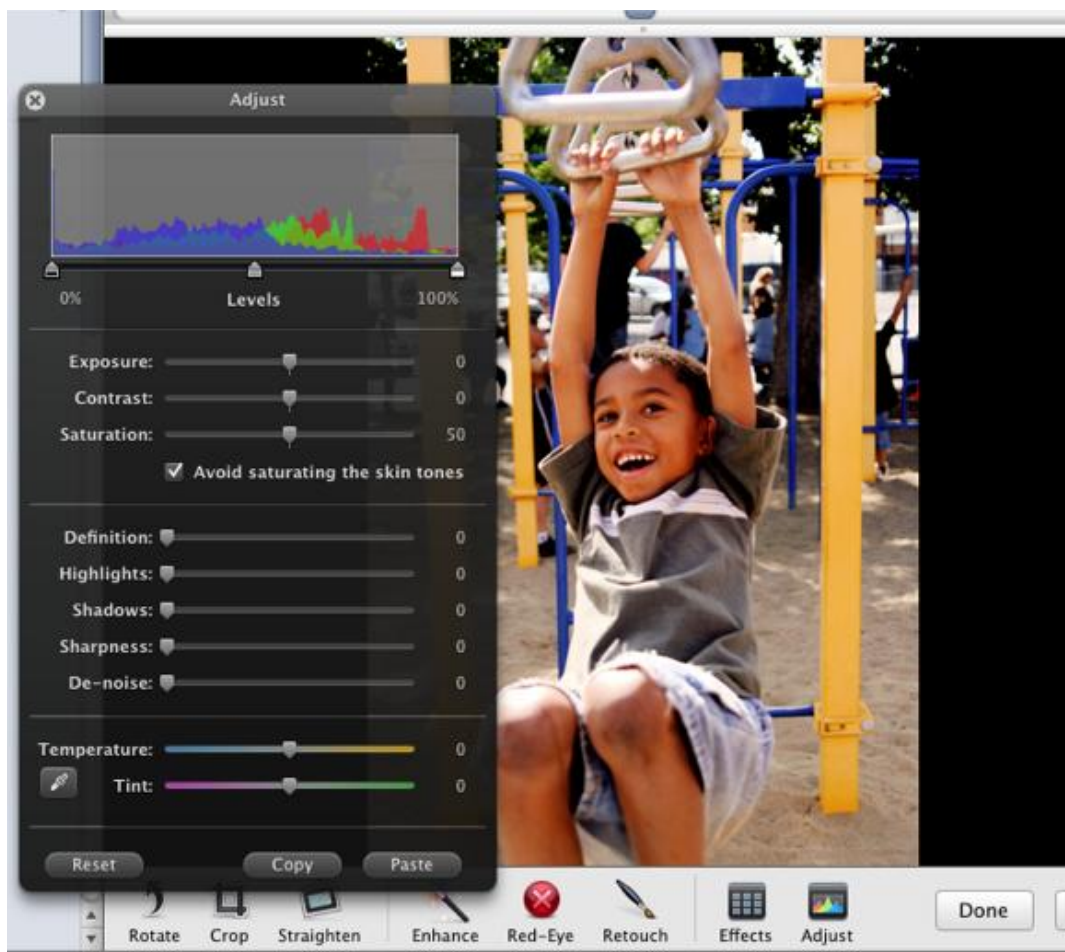 Adjust
0% Levels 100%
Exposure: 0
Contrast: 0
Saturation: 50
Avoid saturating the skin tones
Definition: 0
Highlights: 0
Shadows: 0
Sharpness: 0
De-noise: 0
Temperature: 0
Tint: 0
Reset Copy Paste
Rotate Crop Straighten Enhance Red-Eye Retouch Effects Adjust Done